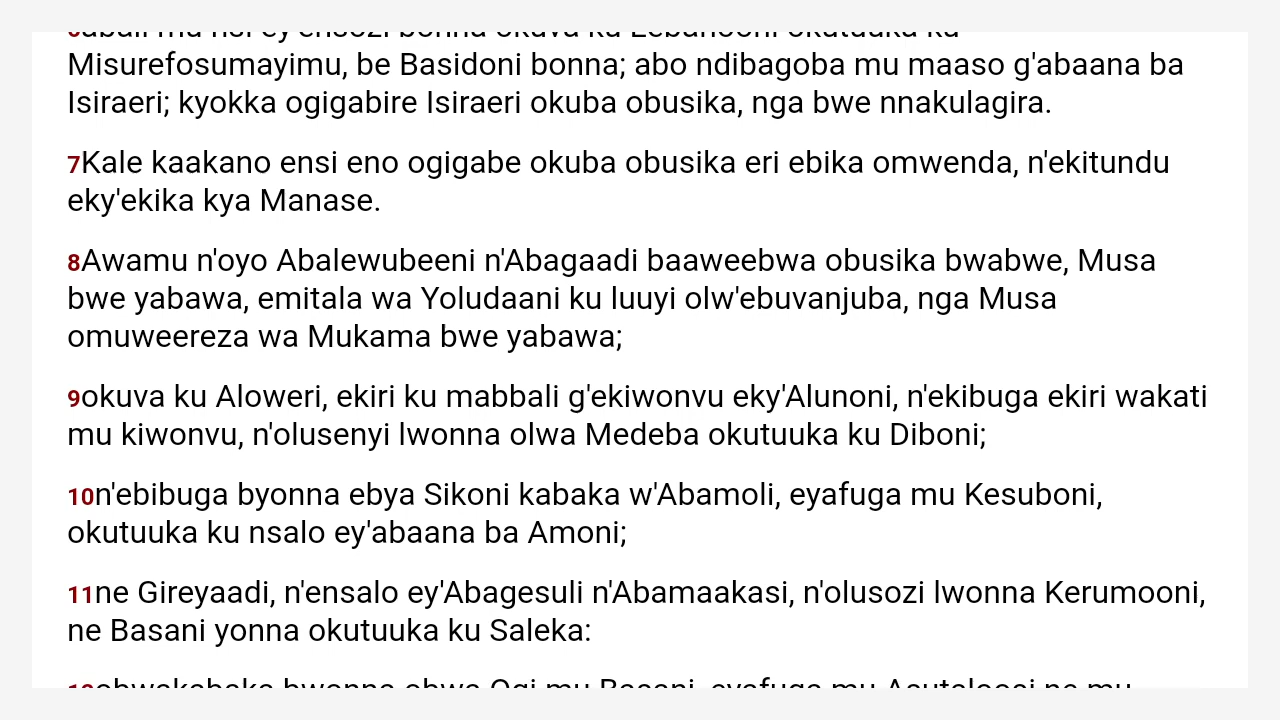 Misurefosumayimu, be Basidoni bonna; abo ndibagoba mu maaso g'abaana ba
Isiraeri; kyokka ogigabire Isiraeri okuba obusika, nga bwe nnakulagira.
7Kale kaakano ensi eno ogigabe okuba obusika eri ebika omwenda, n'ekitundu
eky'ekika kya Manase.
8Awamu n'oyo Abalewubeeni n'Abagaadi baaweebwa obusika bwabwe, Musa
bwe yabawa, emitala wa Yoludaani ku luuyi olw'ebuvanjuba, nga Musa
omuweereza wa Mukama bwe yabawa;
9okuva ku Aloweri, ekiri ku mabbali g'ekiwonvu eky'Alunoni, n'ekibuga ekiri wakati
mu kiwonvu, n'olusenyi lwonna olwa Medeba okutuuka ku Diboni;
10n'ebibuga byonna ebya Sikoni kabaka w'Abamoli, eyafuga mu Kesuboni,
okutuuka ku nsalo ey'abaana ba Amoni;
11ne Gireyaadi, n'ensalo ey'Abagesuli n'Abamaakasi, n'olusozi lwonna Kerumooni,
ne Basani yonna okutuuka ku Saleka: